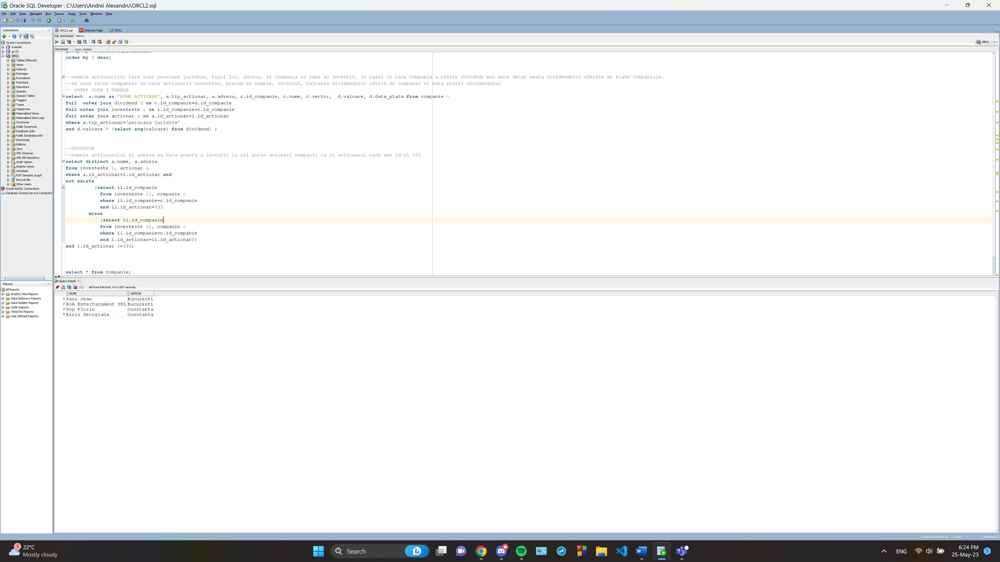 Oracle SQL Developer : C:\Users\Andrei Alexandru\ORCL2.sql
File Edit View Navigate Run Source Team Tools Window Help
Connections
Oracle Connections
exam48
gr132
ORCL
Tables (Filtered)
Views
Indexes
Packages
Procedures
Functions
Operators
Queues
Queues Tables
Triggers
Types
Sequences
Materialized Views
Materialized View Logs
Synonyms
Public Synonyms
Database Links
Public Database Links
Directories
Editions
Java
XML Schemas
XML DB Repository
OLAP Option
Analytic Views
Scheduler
RDF Semantic Graph
Recycle Bin
Other Users
Oracle NoSQL Connections
Database Schema Service Connection
Reports
All Reports
Analytic View Reports
Data Dictionary Reports
Data Modeler Reports
OLAP Reports
TimesTen Reports
User Defined Reports
ORCL2.sql Welcome Page ORCL
SQL Worksheet History
ORCL
Worksheet Query Builder
order by 2 desc;
--numele actionarilor care sunt persoane juridice, tipul lor, adresa, si compania in care au investit, in cazul in care compania a oferit dividedn mai mare decat media dividendelor oferite de toate companiile.
--se cere id-ul companiei in care actionarii investesc, precum si numele, sectorul, valoarea dividendului oferit de companie si data platii dividendului
-- OUTER JOIN 4 TABELE
select  a.nume as "NUME ACTIONAR", a.tip_actionar, a.adresa, c.id_companie, c.nume, c.sector,  d.valoare, d.data_plata from companie c
full  outer join dividend d on c.id_companie=d.id_companie
full outer join investeste i on i.id_companie=c.id_companie
full outer join actionar a on a.id_actionar=i.id_actionar
where a.tip_actionar='persoana juridica'
and d.valoare > (select avg(valoare) from dividend) ;
--DIVISION
--numele actionarului si adresa sa daca acesta a investit la cel putin aceleasi companii ca si actionarul care are id-ul 333
select distinct a.nume, a.adresa
from investeste i, actionar a
where a.id_actionar=i.id_actionar and
not exists
(select i1.id_companie
from investeste i1, companie c
where i1.id_companie=c.id_companie
and i1.id_actionar=333
minus
(select i1.id_companie
from investeste i1, companie c
where i1.id_companie=c.id_companie
and i.id_actionar=i1.id_actionar))
and i.id_actionar !=333;
select * from companie;
Query Result
SQL | All Rows Fetched: 4 in 0.007 seconds
NUME ADRESA
1 Sasu Jean Bucuresti
2 BOA Entertainment SRL Bucuresti
3 Pop Florin Constanta
4 Biris Georgiana Constanta
Line 470 Column 35 | Insert | | Windows: Cl
1
22°C
Mostly cloudy
Search
ENG
6:24 PM
25-May-23
5